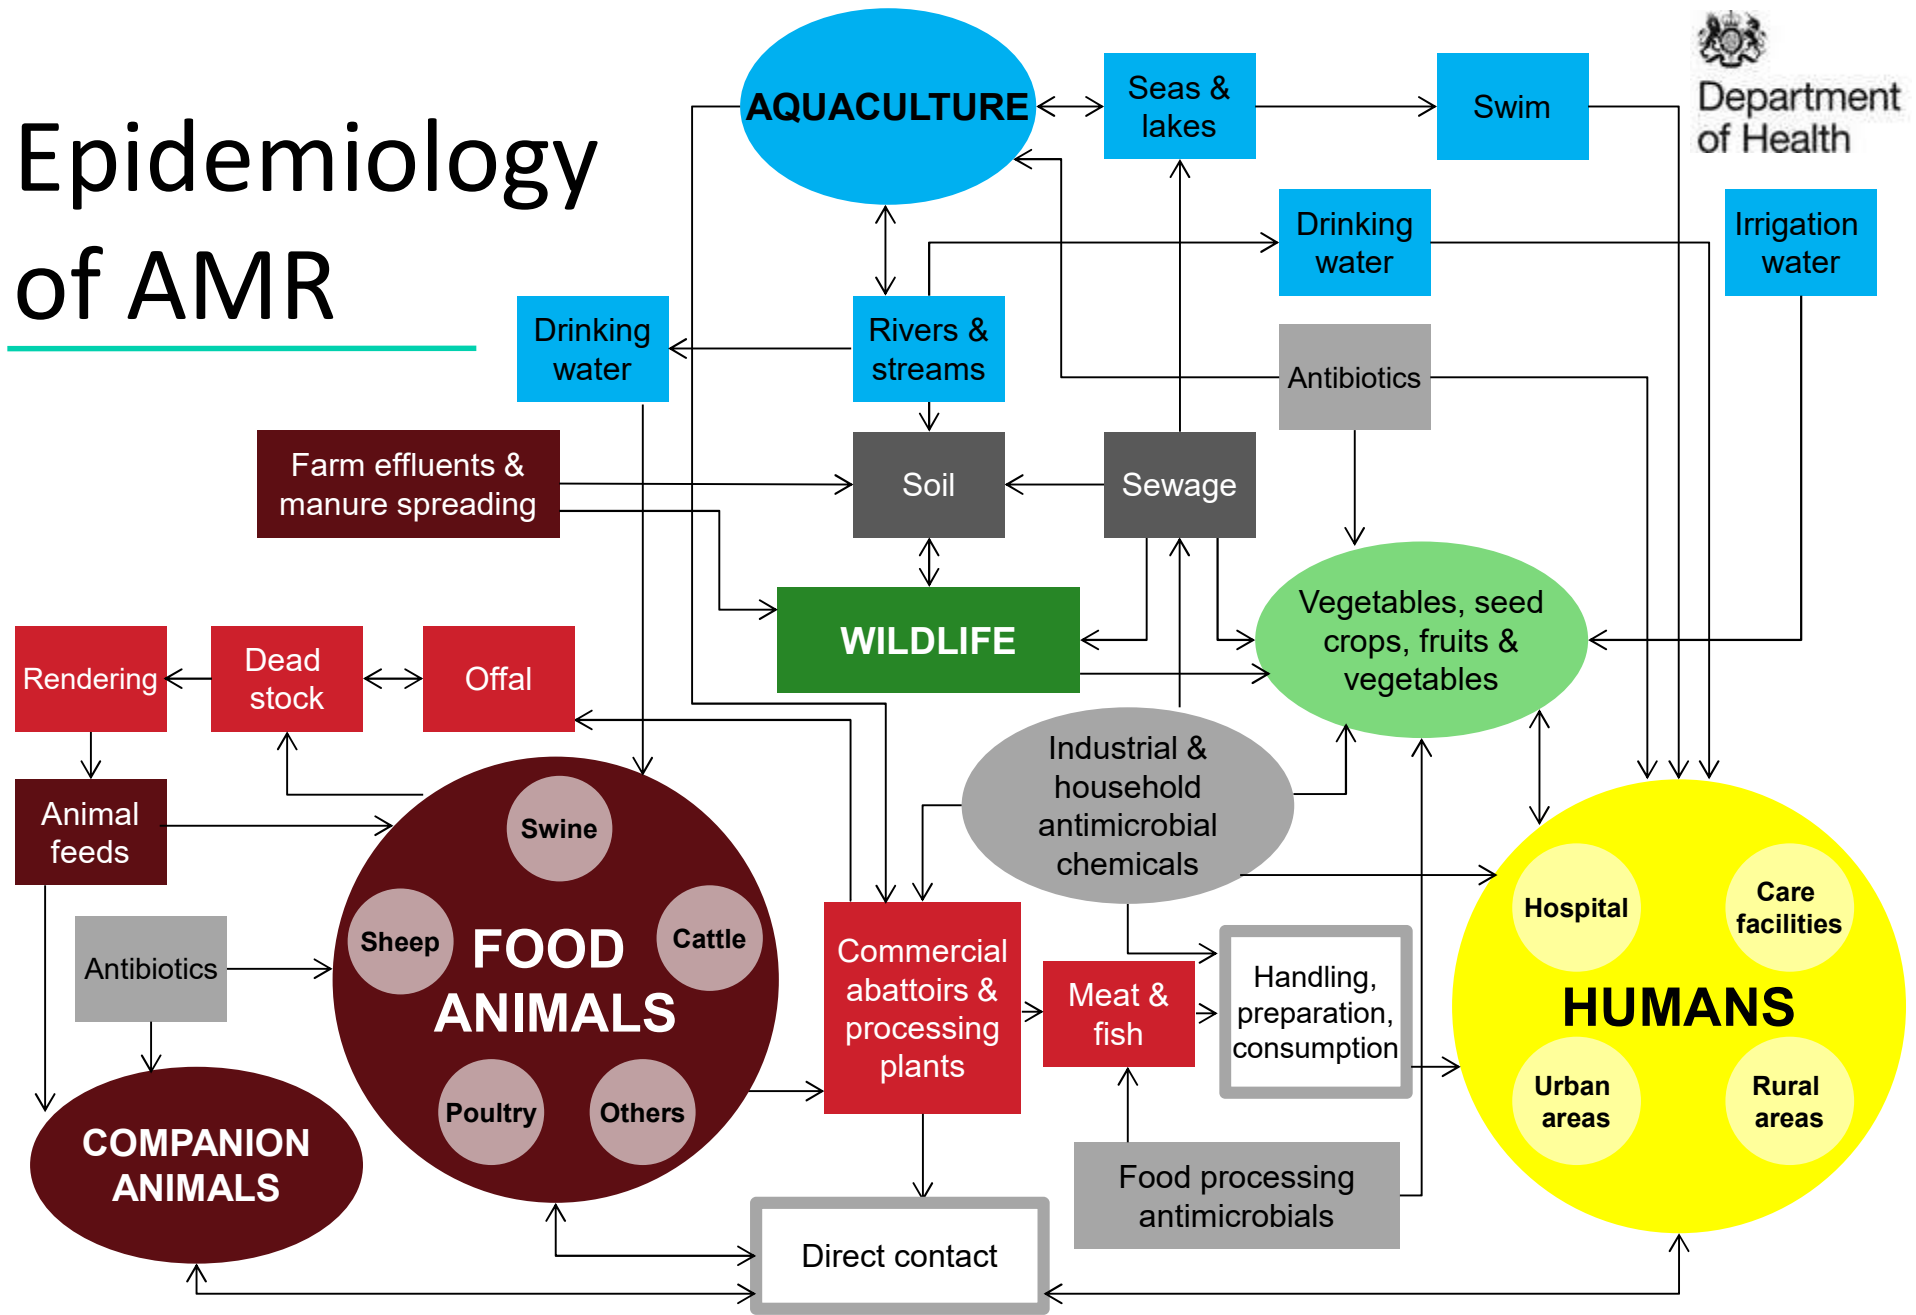 Epidemiology
of AMR
AQUACULTURE
Seas &
lakes
Swim
Department
of Health
Drinking
water
Irrigation
water
Drinking
water
Rivers &
streams
Antibiotics
Farm effluents &
manure spreading
Soil
Sewage
WILDLIFE
Vegetables, seed
crops, fruits &
vegetables
Rendering
Dead
stock
Offal
Animal
feeds
Industrial &
household
antimicrobial
chemicals
Swine
Sheep
Cattle
FOOD
ANIMALS
Poultry
Others
Antibiotics
COMPANION
ANIMALS
Commercial
abattoirs &
processing
plants
Meat &
fish
Handling,
preparation,
consumption
Hospital
Care
facilities
HUMANS
Urban
areas
Rural
areas
Food processing
antimicrobials
Direct contact